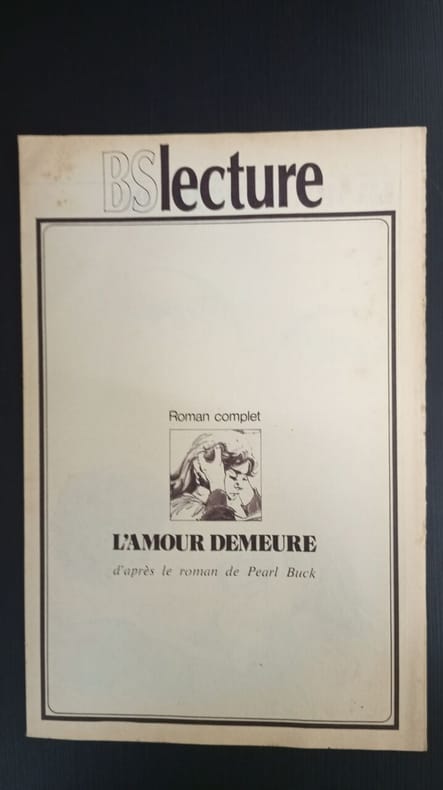 BSlecture
Roman complet
L'AMOUR DEMEURE
d'après le roman de Pearl Buck